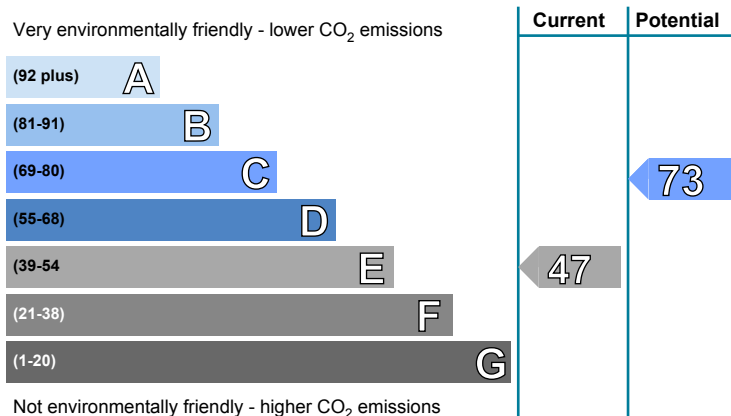 Very environmentally friendly - lower CO2 emissions
Current
Potential
(92 plus) A
(81-91) B
(69-80) C
73
(55-68) D
(39-54 E
47
(21-38) F
(1-20) G
Not environmentally friendly - higher CO2 emissions